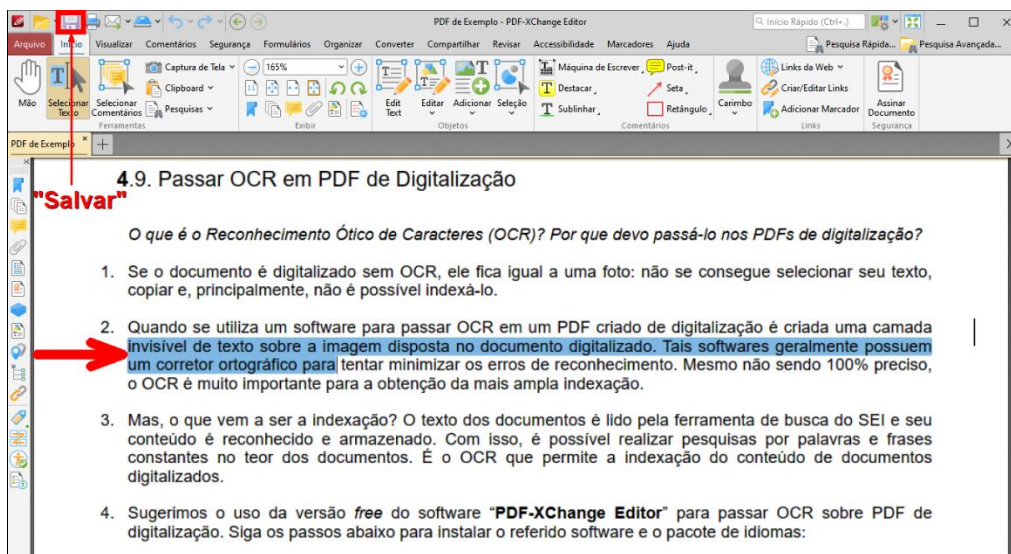 PDF de Exemplo - PDF-XChange Editor
Início Rápido (Ctrl+.)
Arquivo Início Visualizar Comentários Segurança Formulários Organizar Converter Compartilhar Revisar Acessibilidade Marcadores Ajuda Pesquisa Rápida... Pesquisa Avançada...
Mão
Selecionar Texto
Selecionar Comentários
Captura de Tela
Clipboard
Pesquisas
Ferramentas
165%
Exibir
Edit Text
Editar
Adicionar
Seleção
Objetos
Máquina de Escrever
Destacar
Sublinhar
Post-it
Seta
Retângulo
Carimbo
Comentários
Links da Web
Criar/Editar Links
Adicionar Marcador
Links
Assinar Documento
Segurança
PDF de Exemplo
"Salvar"
4.9. Passar OCR em PDF de Digitalização
O que é o Reconhecimento Ótico de Caracteres (OCR)? Por que devo passá-lo nos PDFs de digitalização?
1. Se o documento é digitalizado sem OCR, ele fica igual a uma foto: não se consegue selecionar seu texto,
copiar e, principalmente, não é possível indexá-lo.
2. Quando se utiliza um software para passar OCR em um PDF criado de digitalização é criada uma camada
invisível de texto sobre a imagem disposta no documento digitalizado. Tais softwares geralmente possuem
um corretor ortográfico para tentar minimizar os erros de reconhecimento. Mesmo não sendo 100% preciso,
o OCR é muito importante para a obtenção da mais ampla indexação.
3. Mas, o que vem a ser a indexação? O texto dos documentos é lido pela ferramenta de busca do SEI e seu
conteúdo é reconhecido e armazenado. Com isso, é possível realizar pesquisas por palavras e frases
constantes no teor dos documentos. É o OCR que permite a indexação do conteúdo de documentos
digitalizados.
4. Sugerimos o uso da versão free do software “PDF-XChange Editor” para passar OCR sobre PDF de
digitalização. Siga os passos abaixo para instalar o referido software e o pacote de idiomas: